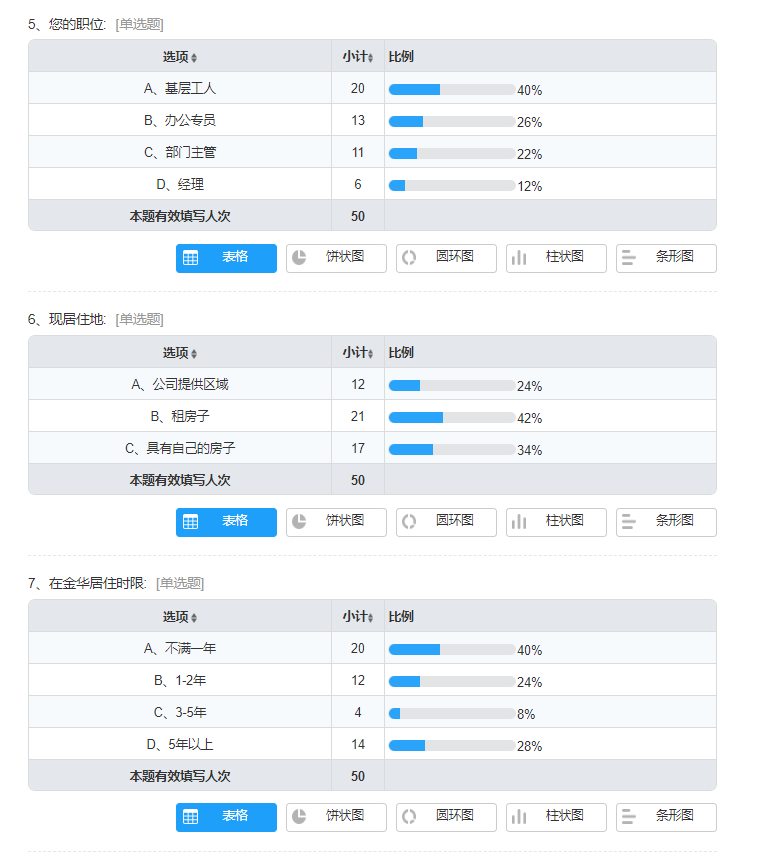 5、您的职位: [单选题]
选项 小计 比例
A、基层工人 20 40%
B、办公专员 13 26%
C、部门主管 11 22%
D、经理 6 12%
本题有效填写人次 50
表格 饼状图 圆环图 柱状图 条形图
6、现居住地: [单选题]
选项 小计 比例
A、公司提供区域 12 24%
B、租房子 21 42%
C、具有自己的房子 17 34%
本题有效填写人次 50
表格 饼状图 圆环图 柱状图 条形图
7、在金华居住时限: [单选题]
选项 小计 比例
A、不满一年 20 40%
B、1-2年 12 24%
C、3-5年 4 8%
D、5年以上 14 28%
本题有效填写人次 50
表格 饼状图 圆环图 柱状图 条形图